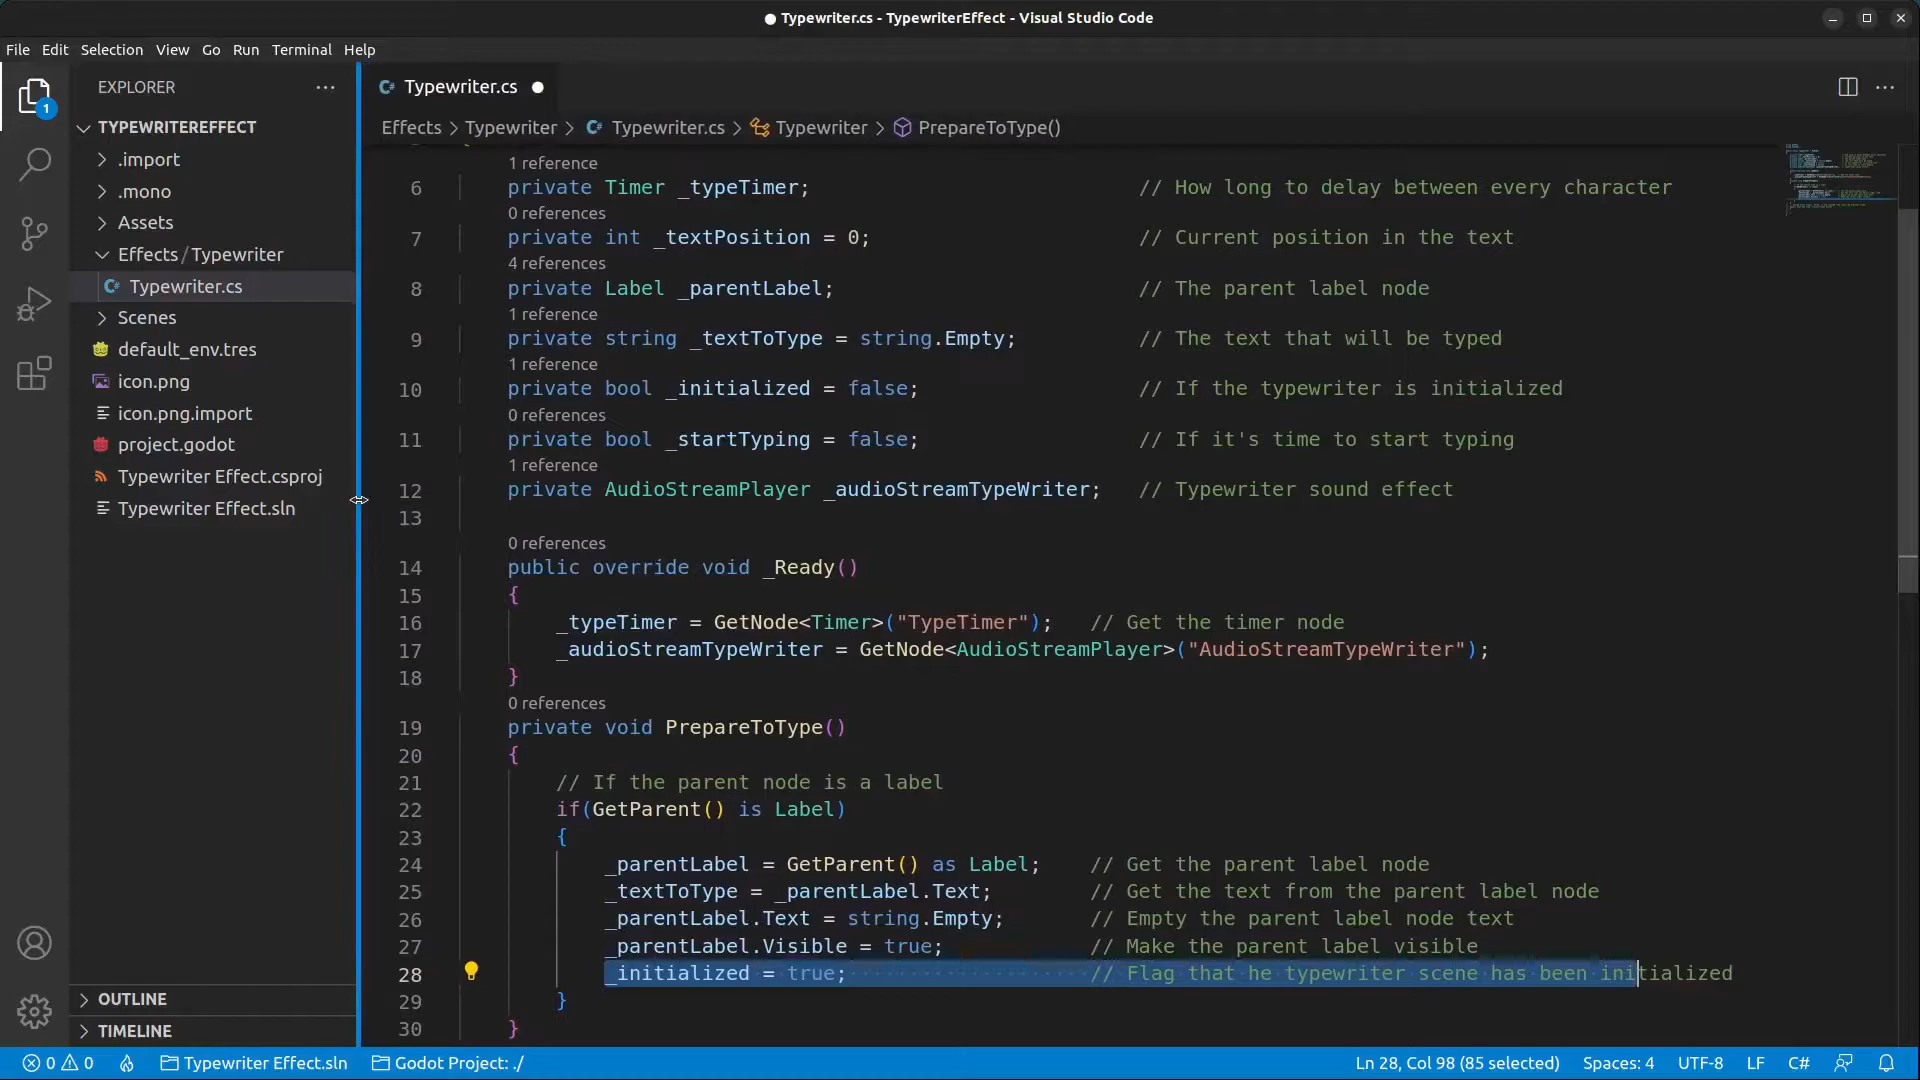 Typewriter.cs - TypewriterEffect - Visual Studio Code
File Edit Selection View Go Run Terminal Help
EXPLORER
TYPEWRITEREFFECT
.import
.mono
Assets
Effects/Typewriter
Typewriter.cs
Scenes
default_env.tres
icon.png
icon.png.import
project.godot
Typewriter Effect.csproj
Typewriter Effect.sln
OUTLINE
TIMELINE
1
Typewriter.cs
Effects > Typewriter > Typewriter.cs > Typewriter > PrepareToType()
1 reference
6 private Timer _typeTimer; // How long to delay between every character
0 references
7 private int _textPosition = 0; // Current position in the text
4 references
8 private Label _parentLabel; // The parent label node
1 reference
9 private string _textToType = string.Empty; // The text that will be typed
1 reference
10 private bool _initialized = false; // If the typewriter is initialized
0 references
11 private bool _startTyping = false; // If it's time to start typing
1 reference
12 private AudioStreamPlayer _audioStreamTypeWriter; // Typewriter sound effect
13
0 references
14 public override void _Ready()
15 {
16 _typeTimer = GetNode<Timer>("TypeTimer"); // Get the timer node
17 _audioStreamTypeWriter = GetNode<AudioStreamPlayer>("AudioStreamTypeWriter");
18 }
0 references
19 private void PrepareToType()
20 {
21 // If the parent node is a label
22 if(GetParent() is Label)
23 {
24 _parentLabel = GetParent() as Label; // Get the parent label node
25 _textToType = _parentLabel.Text; // Get the text from the parent label node
26 _parentLabel.Text = string.Empty; // Empty the parent label node text
27 _parentLabel.Visible = true; // Make the parent label visible
28 _initialized = true; // Flag that he typewriter scene has been initialized
29 }
30 }
0 0 Typewriter Effect.sln Godot Project: ./ Ln 28, Col 98 (85 selected) Spaces: 4 UTF-8 LF C#